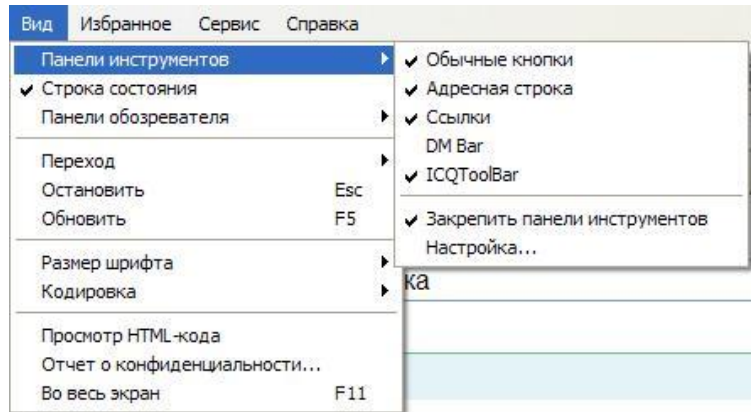 Вид Избранное Сервис Справка
Панели инструментов
Строка состояния
Панели обозревателя
Переход
Остановить Esc
Обновить F5
Размер шрифта
Кодировка
Просмотр HTML-кода
Отчет о конфиденциальности...
Во весь экран F11
Обычные кнопки
Адресная строка
Ссылки
DM Bar
ICQToolBar
Закрепить панели инструментов
Настройка...
ка